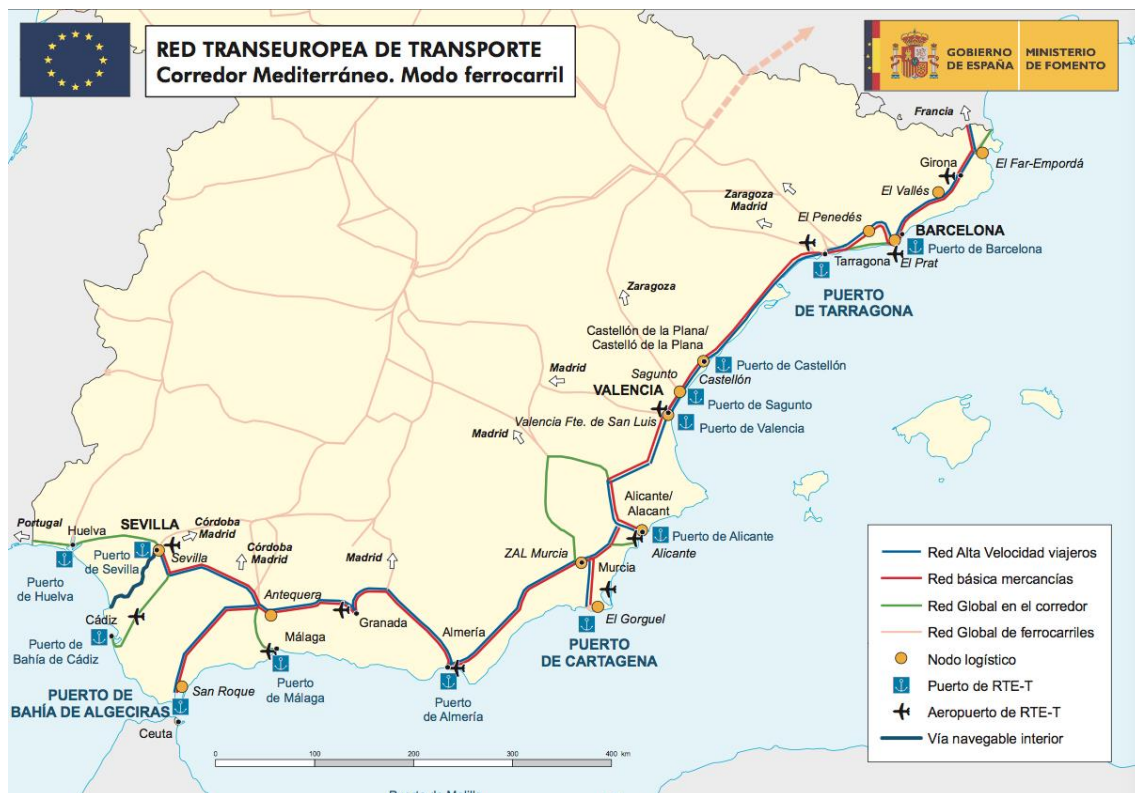 RED TRANSEUROPEA DE TRANSPORTE
Corredor Mediterráneo. Modo ferrocarril
GOBIERNO
DE ESPAÑA
MINISTERIO
DE FOMENTO
Francia
Girona
El Far-Empordá
El Vallés
Zaragoza
Madrid
El Penedés
BARCELONA
Puerto de Barcelona
Tarragona
El Prat
PUERTO
DE TARRAGONA
Zaragoza
Castellón de la Plana/
Castelló de la Plana
Puerto de Castellón
Sagunto
Castellón
Madrid
VALENCIA
Puerto de Sagunto
Valencia Fte. de San Luis
Puerto de Valencia
Madrid
Alicante/
Alacant
Puerto de Alicante
Alicante
ZAL Murcia
Murcia
El Gorguel
PUERTO
DE CARTAGENA
Portugal
Huelva
SEVILLA
Córdoba
Madrid
Puerto
de Sevilla
Sevilla
Córdoba
Madrid
Madrid
Puerto
de Huelva
Antequera
Granada
Cádiz
Málaga
Almería
Puerto de
Bahía de Cádiz
San Roque
Puerto
de Málaga
Puerto
de Almería
PUERTO DE
BAHÍA DE ALGECIRAS
Ceuta
0 100 200 300 400 km
Puerto de Melilla
Red Alta Velocidad viajeros
Red básica mercancías
Red Global en el corredor
Red Global de ferrocarriles
Nodo logístico
Puerto de RTE-T
Aeropuerto de RTE-T
Vía navegable interior